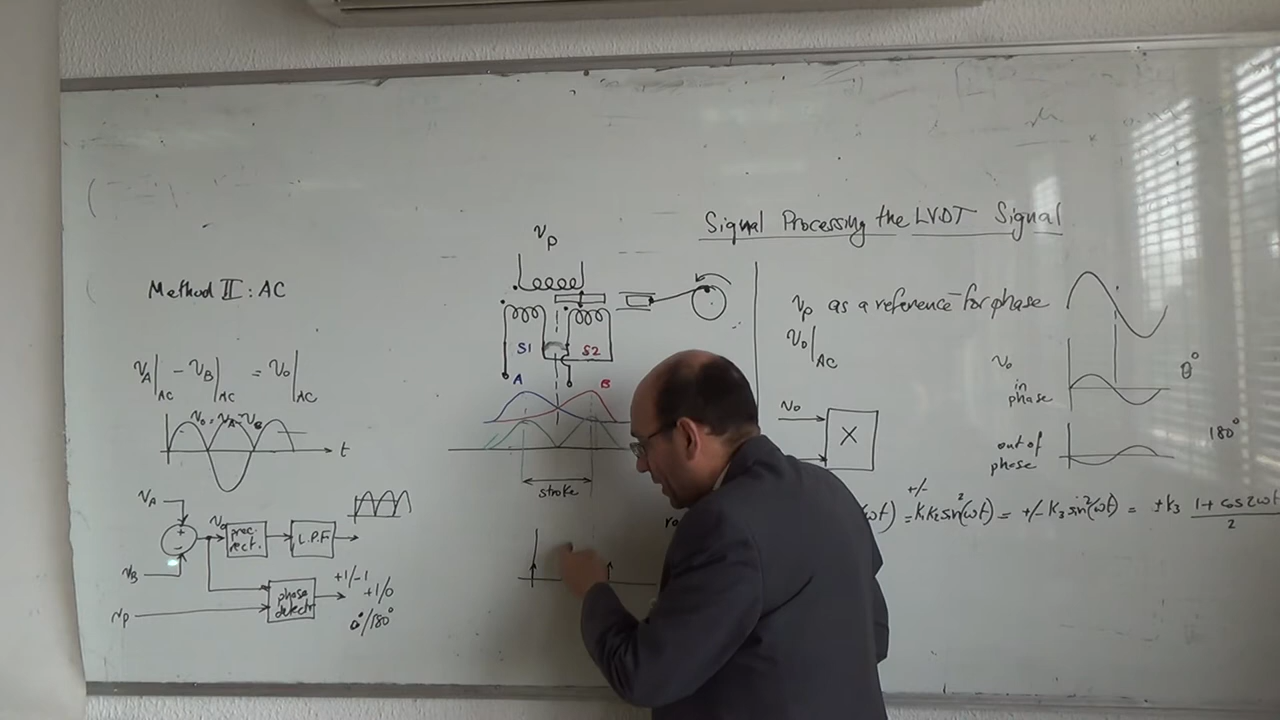 Signal Processing the LVDT Signal
Method II : AC
VA|AC - VB|AC = Vo|AC
Vo = VA - VB
t
VA
+
-
VB
Vo
prec.
rect.
L.P.F
phase
detectr
+1/-1
+1/0
0°/180°
Vp
Vp
S1
S2
A
B
stroke
Vp as a reference for phase
Vo|AC
Vo
X
Vo
in
phase
0°
out of
phase
180°
+/-
(ωt) = K1K2 sin²(ωt) = +/- K3 sin²(ωt) = ±K3 (1 + cos2ωt)/2